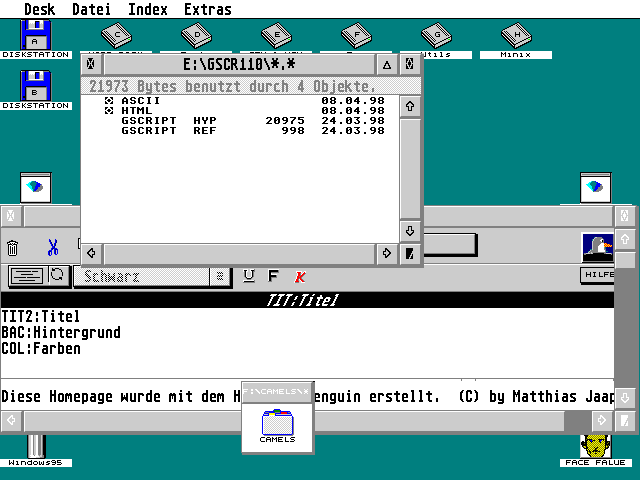 Desk Datei Index Extras
A
C
D
E
F
G
H
DISKSTATION
Utils
Minix
E:\GSCR110\*.*
21973 Bytes benutzt durch 4 Objekte.
ASCII 08.04.98
HTML 08.04.98
GSCRIPT HYP 20975 24.03.98
GSCRIPT REF 998 24.03.98
B
DISKSTATION
Schwarz
U F K
HILFE
TIT:Titel
TIT2:Titel
BAC:Hintergrund
COL:Farben
Diese Homepage wurde mit dem H enguin erstellt. (C) by Matthias Jaap
F:\CAMELS\*
CAMELS
Windows95
FACE FALUE